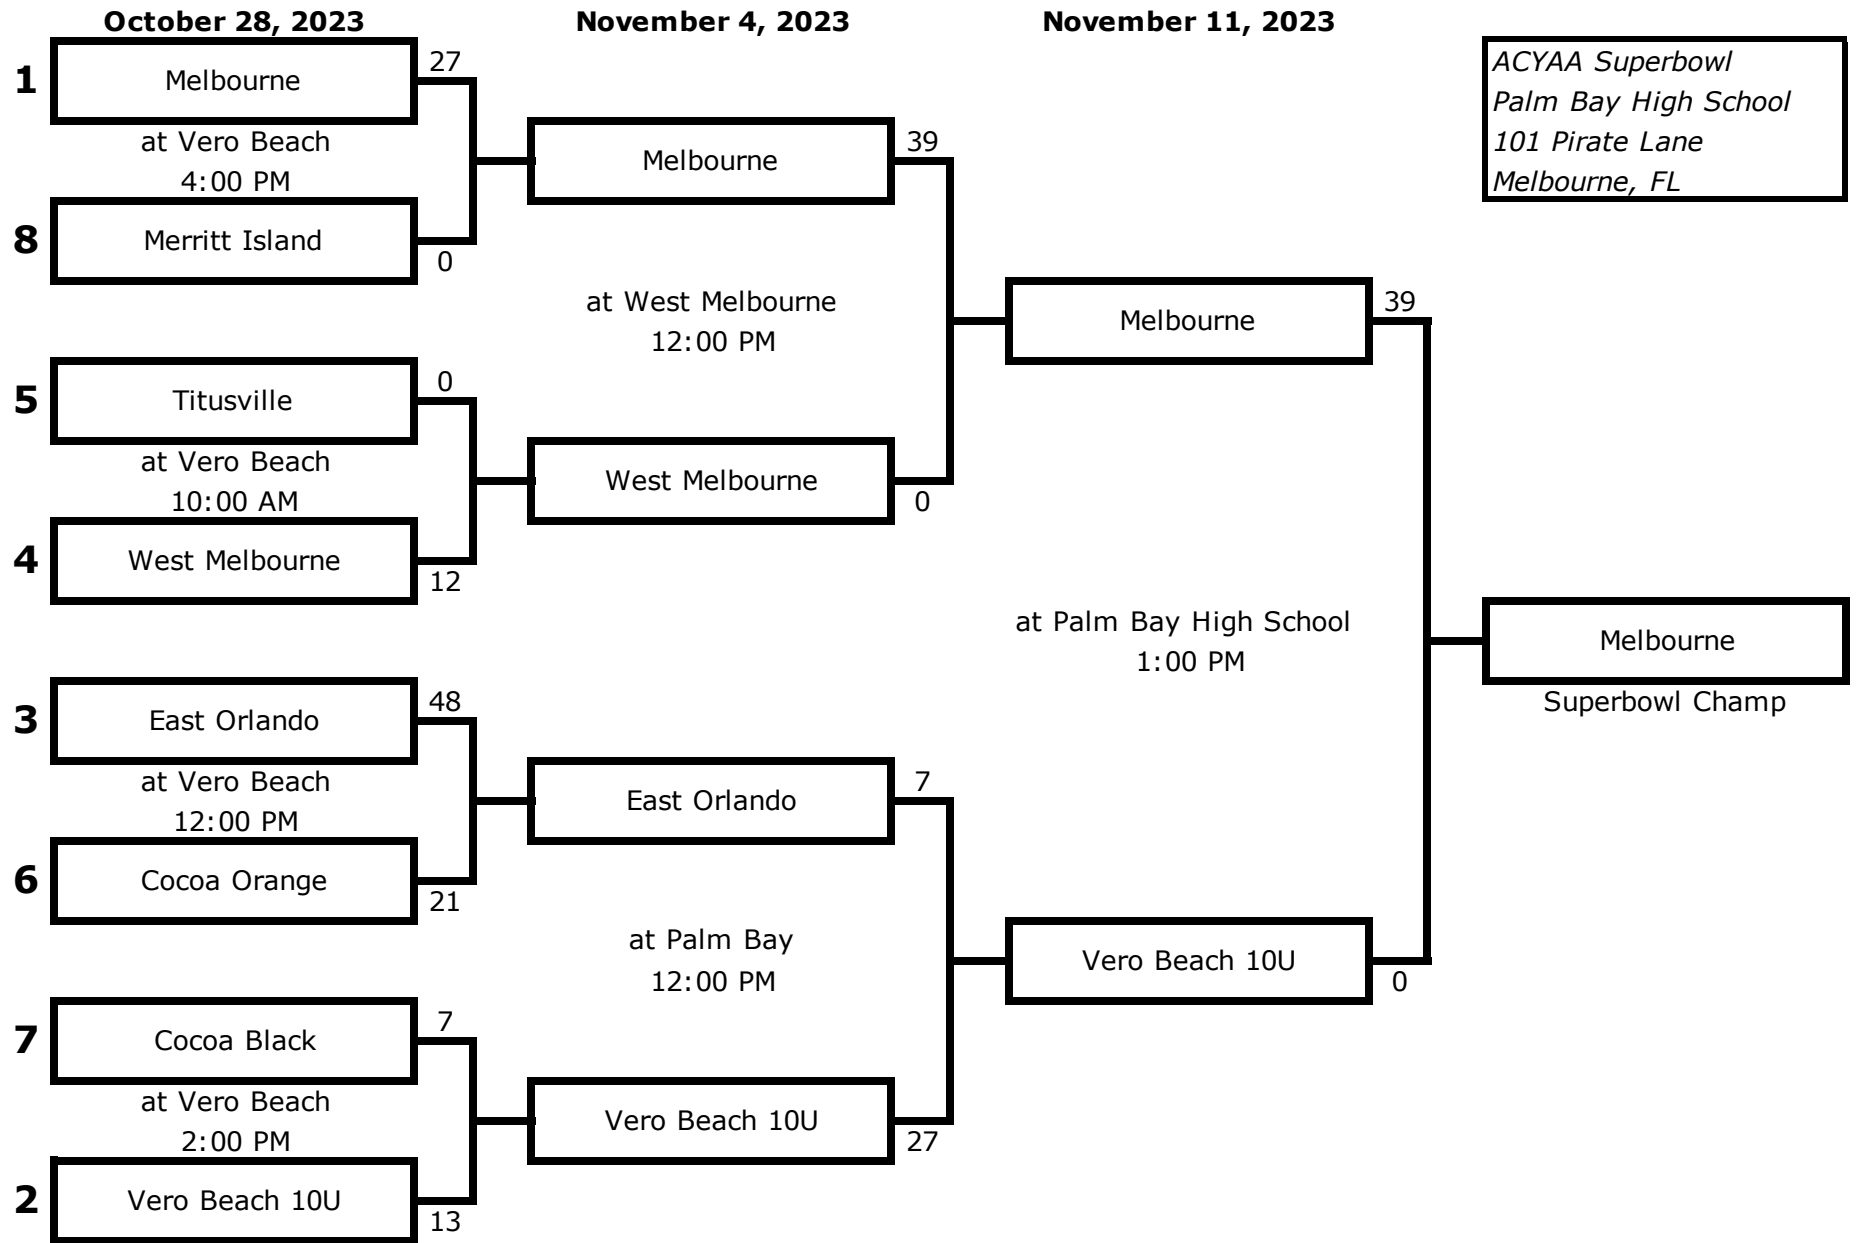 October 28, 2023
November 4, 2023
November 11, 2023
ACYAA Superbowl
Palm Bay High School
101 Pirate Lane
Melbourne, FL
1
Melbourne
27
at Vero Beach
4:00 PM
8
Merritt Island
0
5
Titusville
0
at Vero Beach
10:00 AM
4
West Melbourne
12
3
East Orlando
48
at Vero Beach
12:00 PM
6
Cocoa Orange
21
7
Cocoa Black
7
at Vero Beach
2:00 PM
2
Vero Beach 10U
13
Melbourne
39
at West Melbourne
12:00 PM
West Melbourne
0
East Orlando
7
at Palm Bay
12:00 PM
Vero Beach 10U
27
Melbourne
39
at Palm Bay High School
1:00 PM
Vero Beach 10U
0
Melbourne
Superbowl Champ